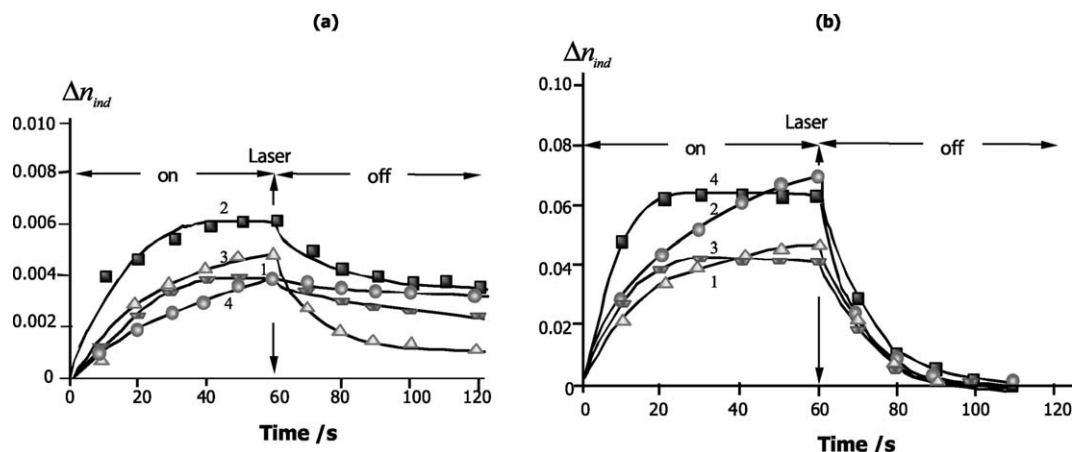 (a)
Δn_ind
0.010
0.008
0.006
0.004
0.002
0
Laser
on
off
2
3
1
4
0 20 40 60 80 100 120
Time /s
(b)
Δn_ind
0.10
0.08
0.06
0.04
0.02
0
Laser
on
off
4
2
3
1
0 20 40 60 80 100 120
Time /s